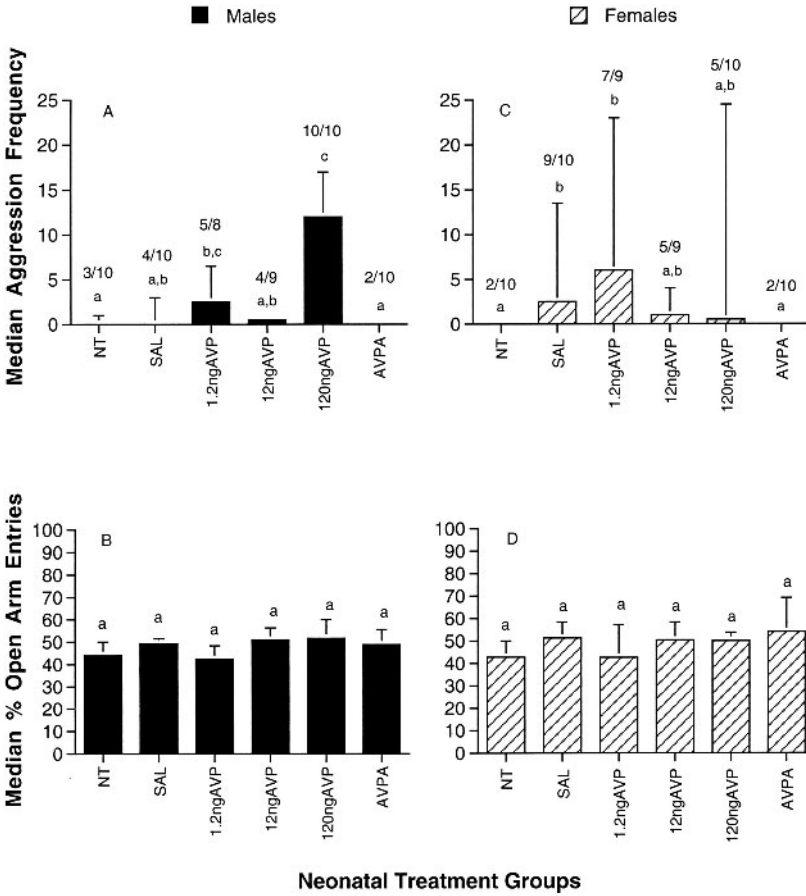 Males
Females
Median Aggression Frequency
A
25
20
15
10
5
0
3/10
a
4/10
a,b
5/8
b,c
4/9
a,b
10/10
c
2/10
a
NT
SAL
1.2ngAVP
12ngAVP
120ngAVP
AVPA
C
25
20
15
10
5
0
2/10
a
9/10
b
7/9
b
5/9
a,b
5/10
a,b
2/10
a
NT
SAL
1.2ngAVP
12ngAVP
120ngAVP
AVPA
Median % Open Arm Entries
B
100
90
80
70
60
50
40
30
20
10
0
a
a
a
a
a
a
NT
SAL
1.2ngAVP
12ngAVP
120ngAVP
AVPA
D
100
90
80
70
60
50
40
30
20
10
0
a
a
a
a
a
a
NT
SAL
1.2ngAVP
12ngAVP
120ngAVP
AVPA
Neonatal Treatment Groups